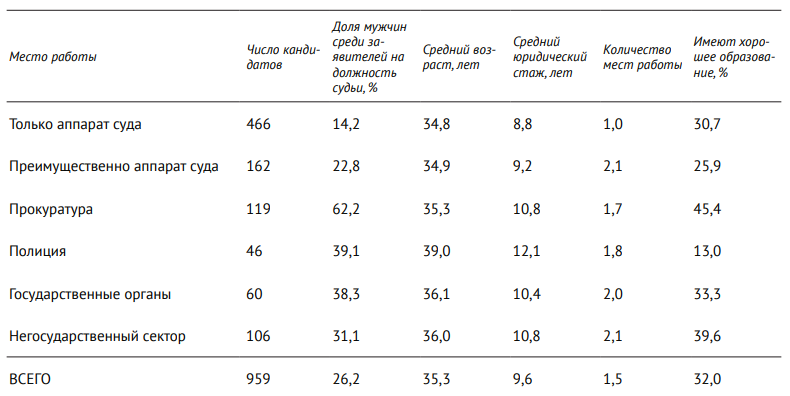 Место работы
Число канди-
датов
Доля мужчин
среди за-
явителей на
должность
судьи, %
Средний воз-
раст, лет
Средний
юридический
стаж, лет
Количество
мест работы
Имеют хоро-
шее образова-
ние, %
Только аппарат суда 466 14,2 34,8 8,8 1,0 30,7
Преимущественно аппарат суда 162 22,8 34,9 9,2 2,1 25,9
Прокуратура 119 62,2 35,3 10,8 1,7 45,4
Полиция 46 39,1 39,0 12,1 1,8 13,0
Государственные органы 60 38,3 36,1 10,4 2,0 33,3
Негосударственный сектор 106 31,1 36,0 10,8 2,1 39,6
ВСЕГО 959 26,2 35,3 9,6 1,5 32,0